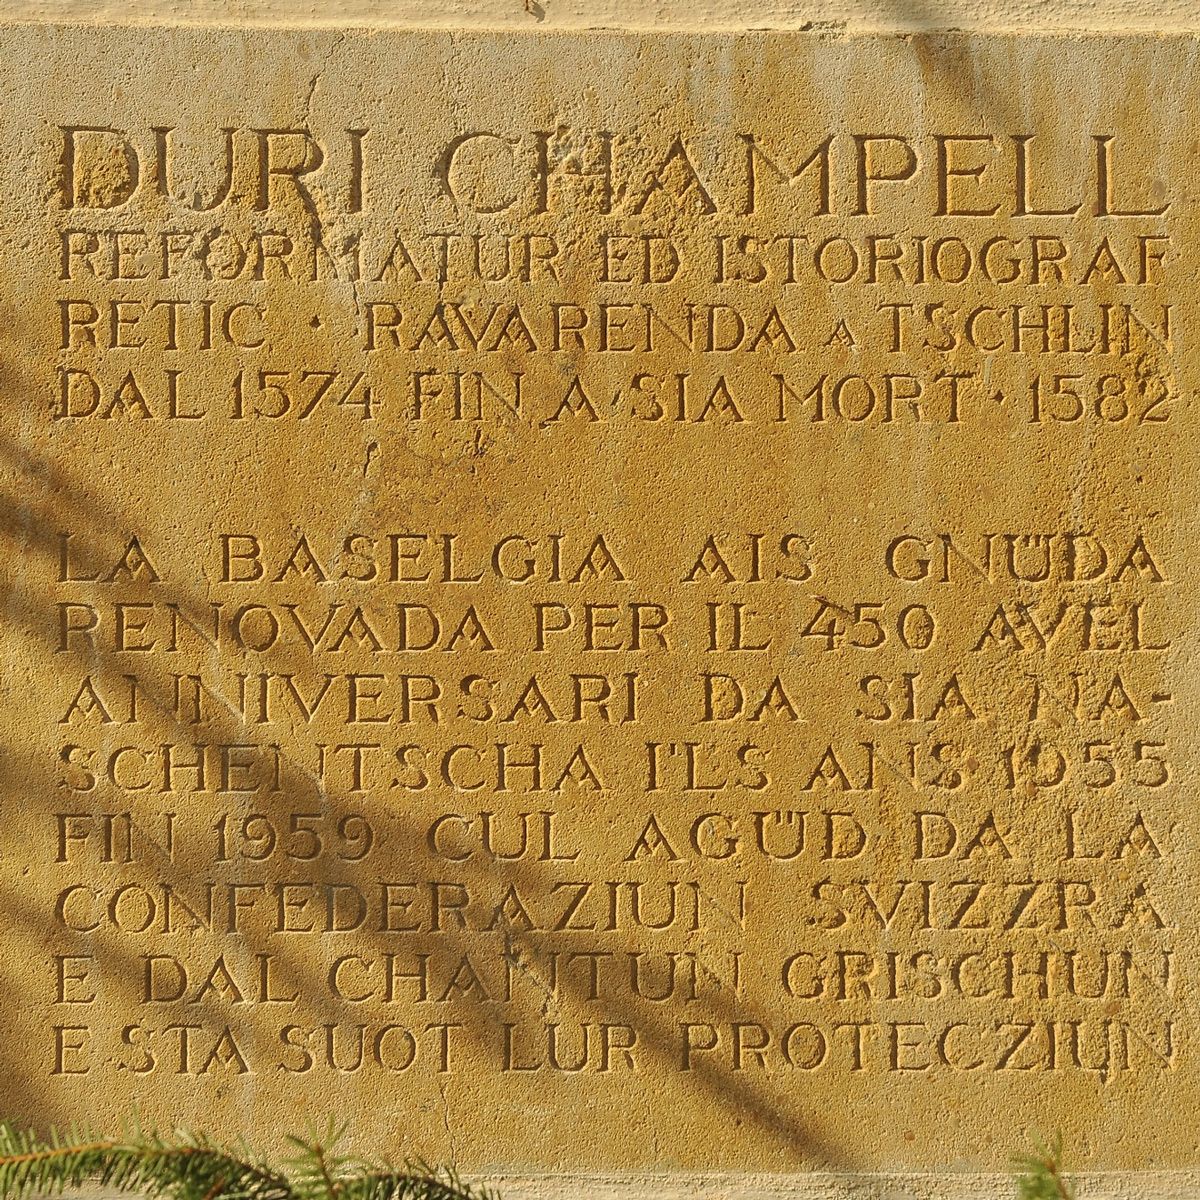 DURI CHAMPELL
REFORMATUR ED ISTORIOGRAF
RETIC · RAVARENDA A TSCHLIN
DAL 1574 FIN A SIA MORT · 1582
LA BASELGIA AIS GNÜDA
RENOVADA PER IL 450 AVEL
ANNIVERSARI DA SIA NA-
SCHENTSCHA I'LS ANS 1955
FIN 1959 CUL AGÜD DA LA
CONFEDERAZIUN SVIZZRA
E DAL CHANTUN GRISCHUN
E STA SUOT LUR PROTECZIUN